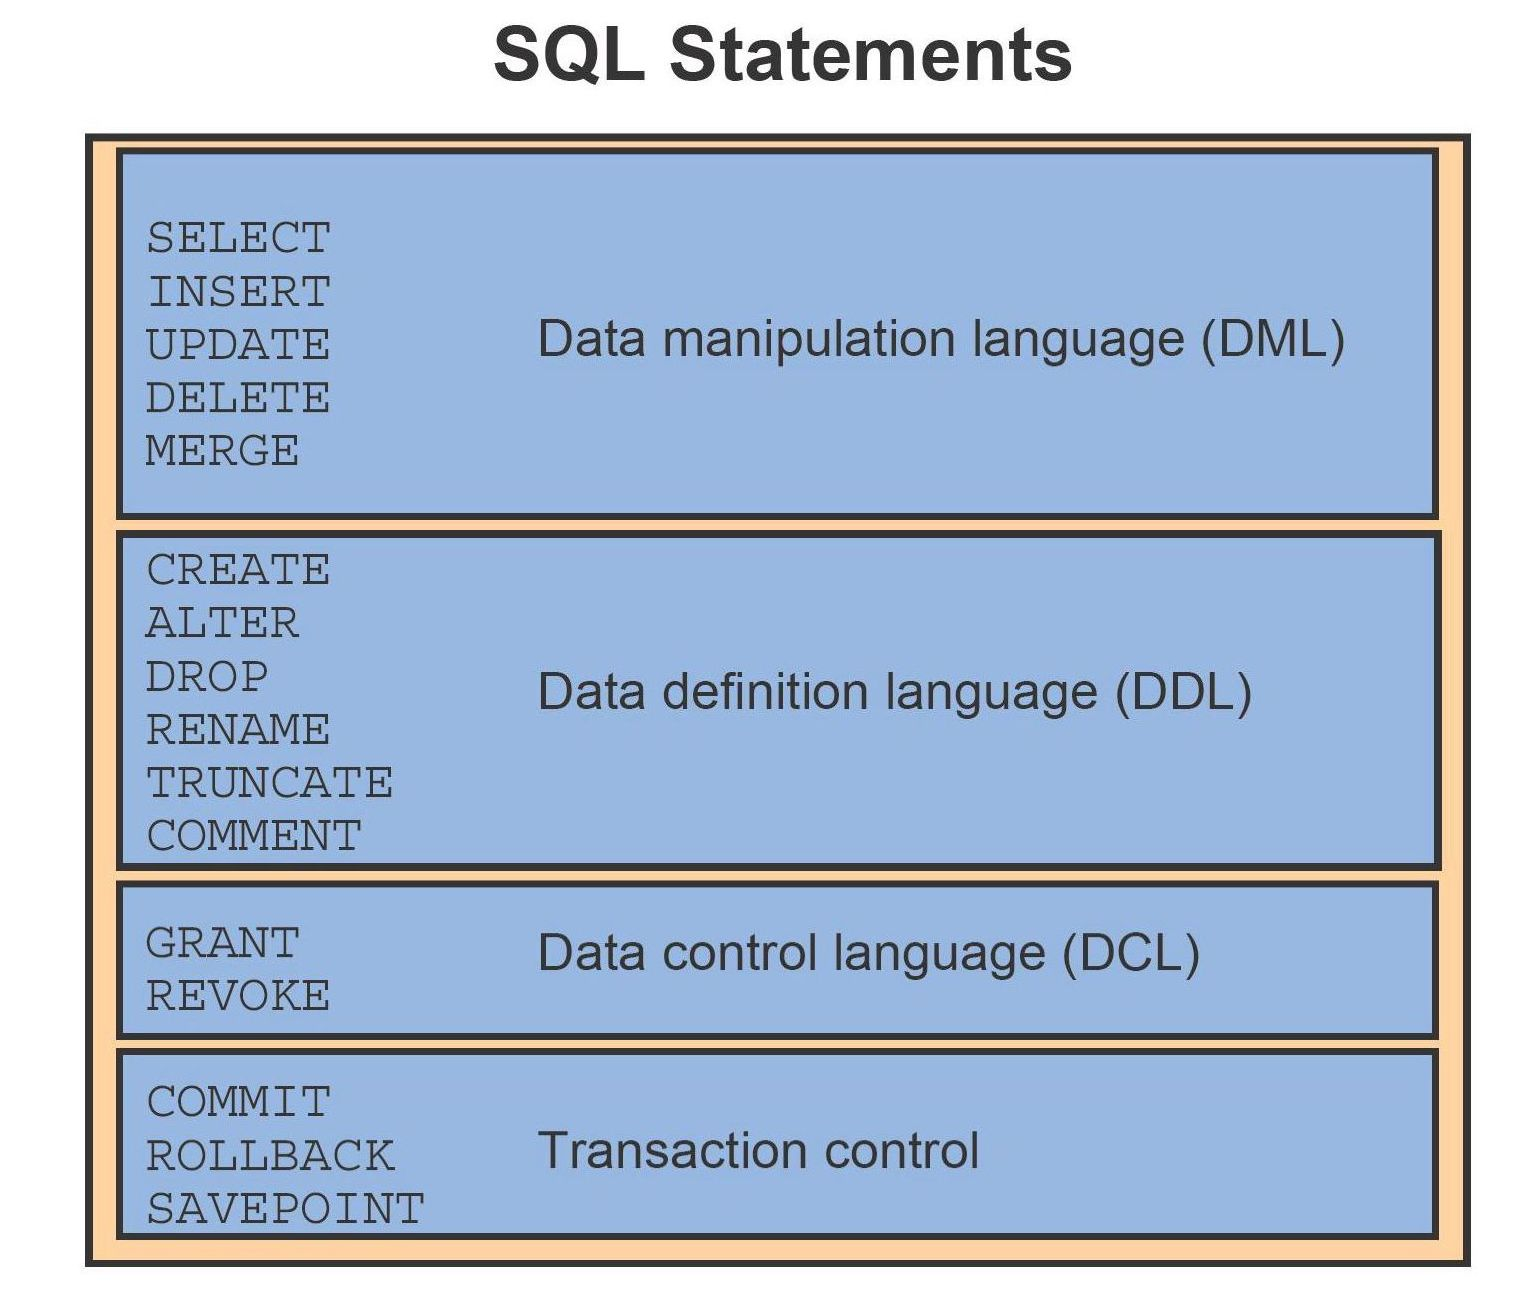 SQL Statements
SELECT
INSERT
UPDATE
DELETE
MERGE
Data manipulation language (DML)
CREATE
ALTER
DROP
RENAME
TRUNCATE
COMMENT
Data definition language (DDL)
GRANT
REVOKE
Data control language (DCL)
COMMIT
ROLLBACK
SAVEPOINT
Transaction control